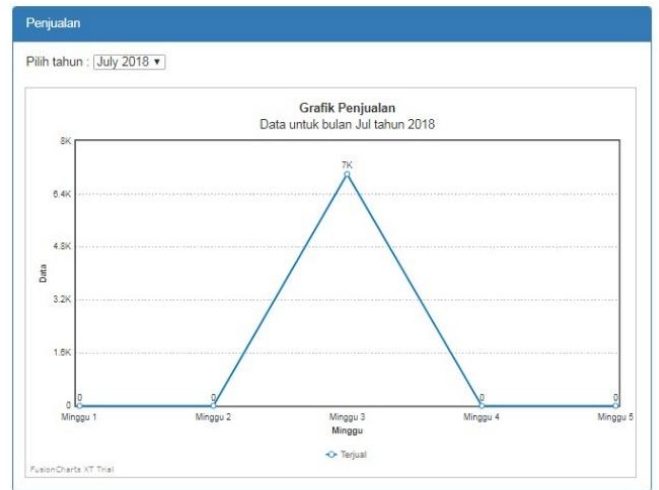 Penjualan
Pilih tahun : July 2018 ▾
Grafik Penjualan
Data untuk bulan Jul tahun 2018
8K
7K
6.4K
4.8K
Data
3.2K
1.6K
0 0 0 0 0
Minggu 1 Minggu 2 Minggu 3 Minggu 4 Minggu 5
Minggu
Terjual
FusionCharts XT Trial